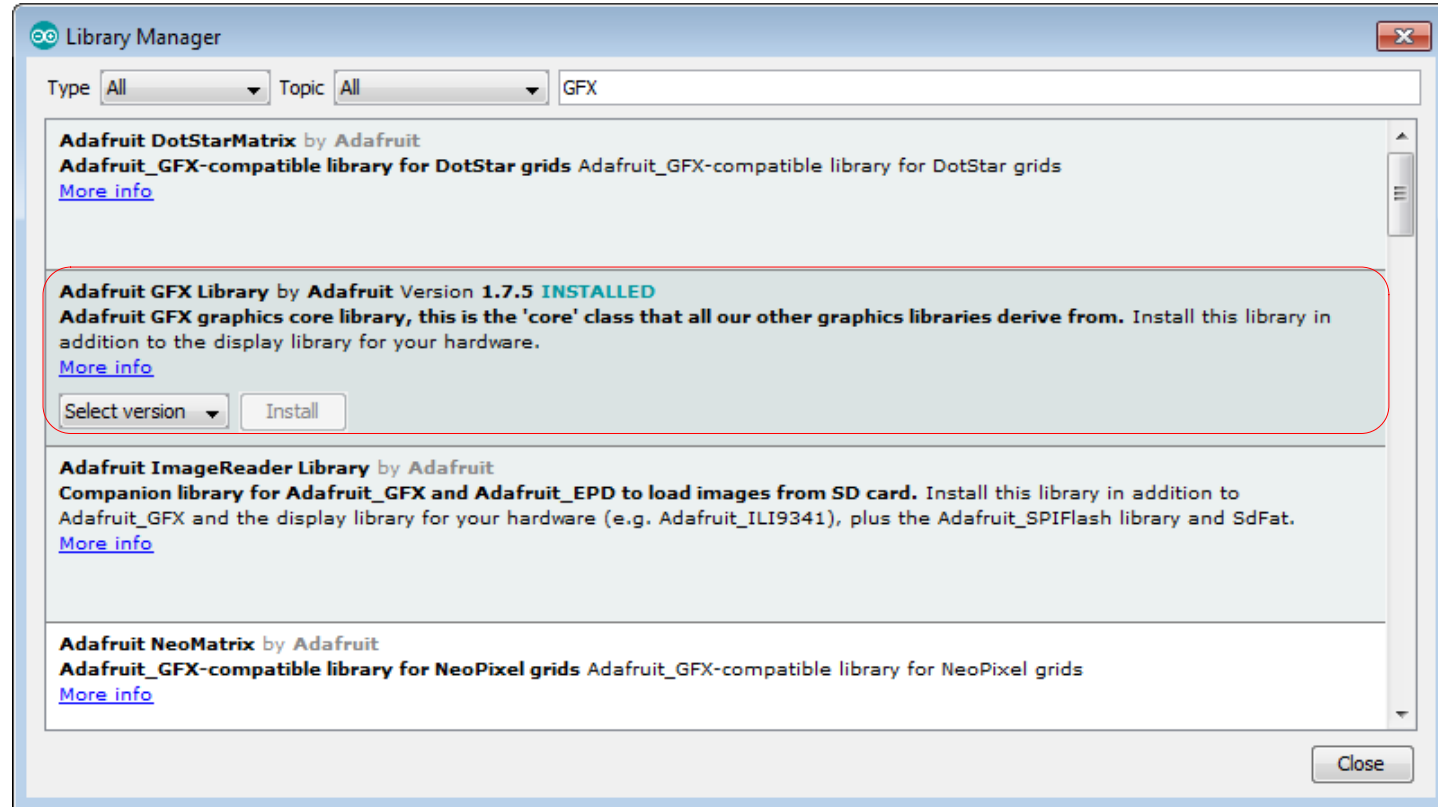 Library Manager
Type All Topic All GFX
Adafruit DotStarMatrix by Adafruit
Adafruit_GFX-compatible library for DotStar grids Adafruit_GFX-compatible library for DotStar grids
More info
Adafruit GFX Library by Adafruit Version 1.7.5 INSTALLED
Adafruit GFX graphics core library, this is the 'core' class that all our other graphics libraries derive from. Install this library in
addition to the display library for your hardware.
More info
Select version Install
Adafruit ImageReader Library by Adafruit
Companion library for Adafruit_GFX and Adafruit_EPD to load images from SD card. Install this library in addition to
Adafruit_GFX and the display library for your hardware (e.g. Adafruit_ILI9341), plus the Adafruit_SPIFlash library and SdFat.
More info
Adafruit NeoMatrix by Adafruit
Adafruit_GFX-compatible library for NeoPixel grids Adafruit_GFX-compatible library for NeoPixel grids
More info
Close